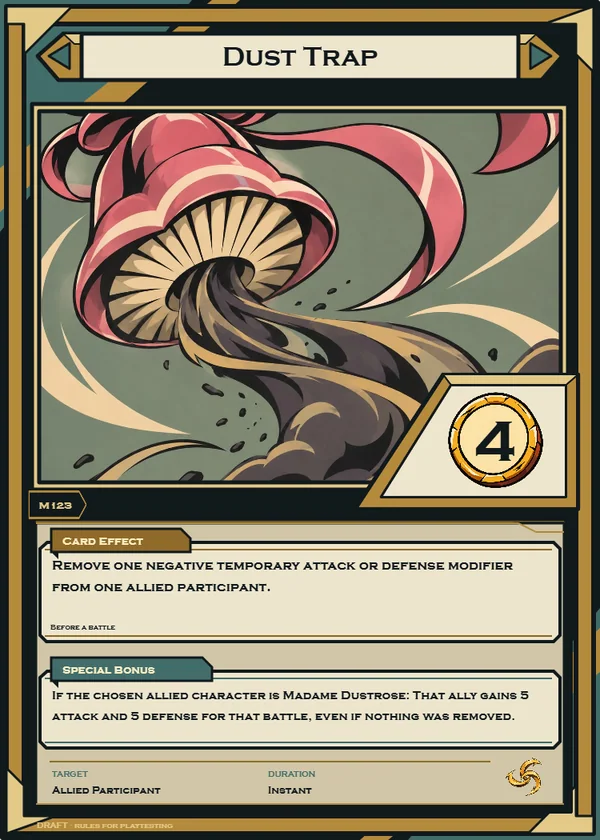 Dust Trap
4
M123
Card Effect
Remove one negative temporary attack or defense modifier
from one allied participant.
Before a battle
Special Bonus
If the chosen allied character is Madame Dustrose: That ally gains 5
attack and 5 defense for that battle, even if nothing was removed.
Target
Duration
Allied Participant
Instant
DRAFT · Rules for playtesting